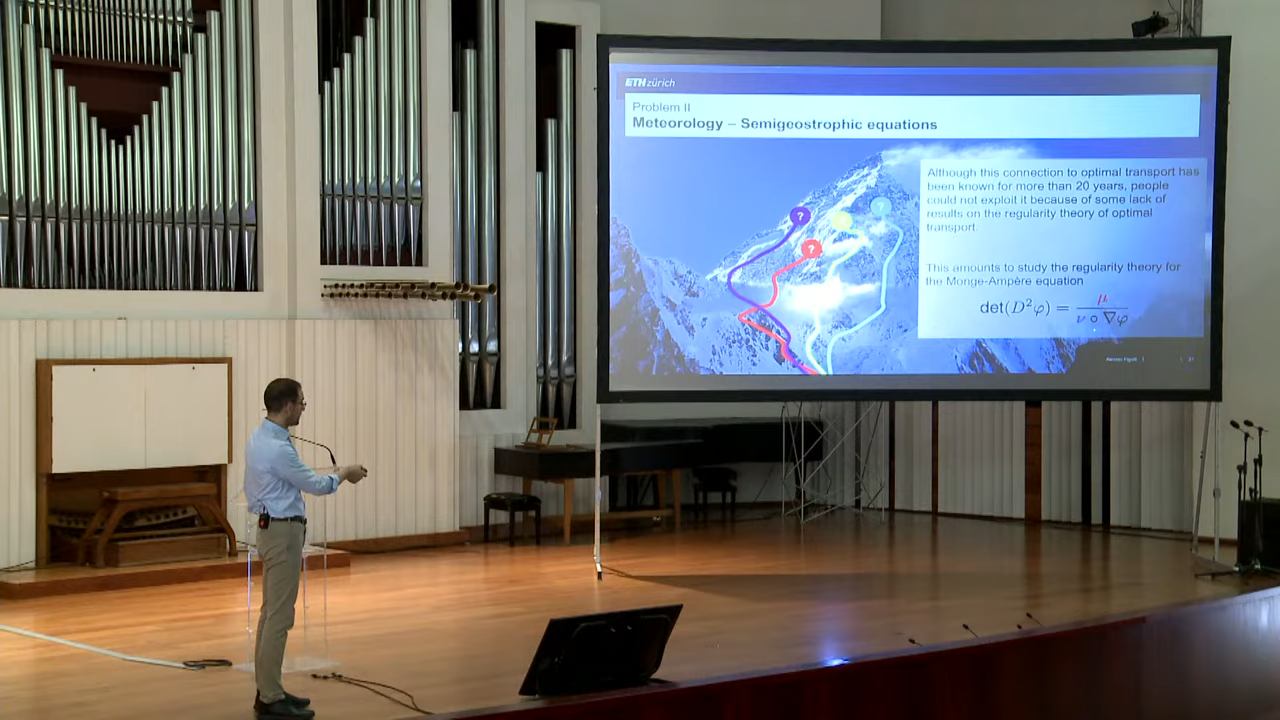 ETH zürich
Problem II
Meteorology – Semigeostrophic equations
Although this connection to optimal transport has
been known for more than 20 years, people
could not exploit it because of some lack of
results on the regularity theory of optimal
transport.
This amounts to study the regularity theory for
the Monge-Ampère equation
det(D²φ) = μ / ν ∘ ∇φ
?
?